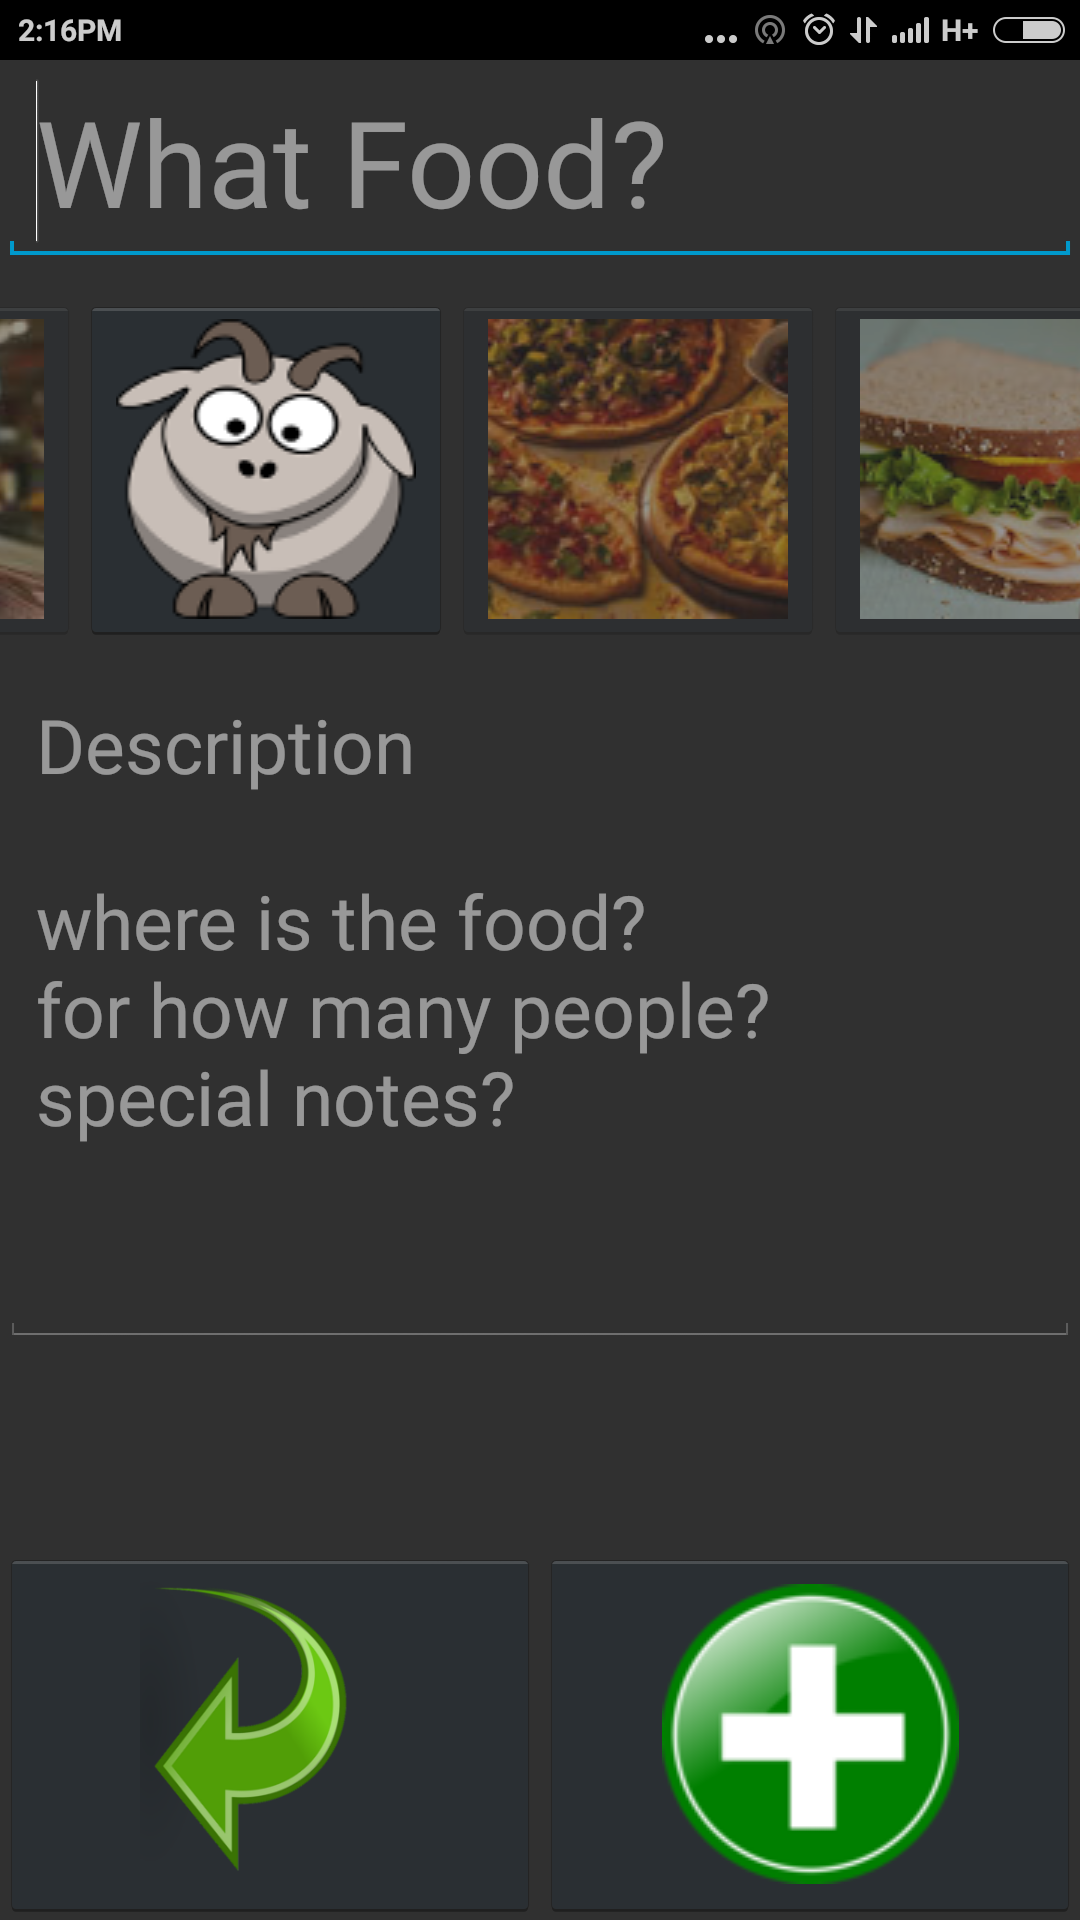 2:16PM
H+
What Food?
Description
where is the food?
for how many people?
special notes?